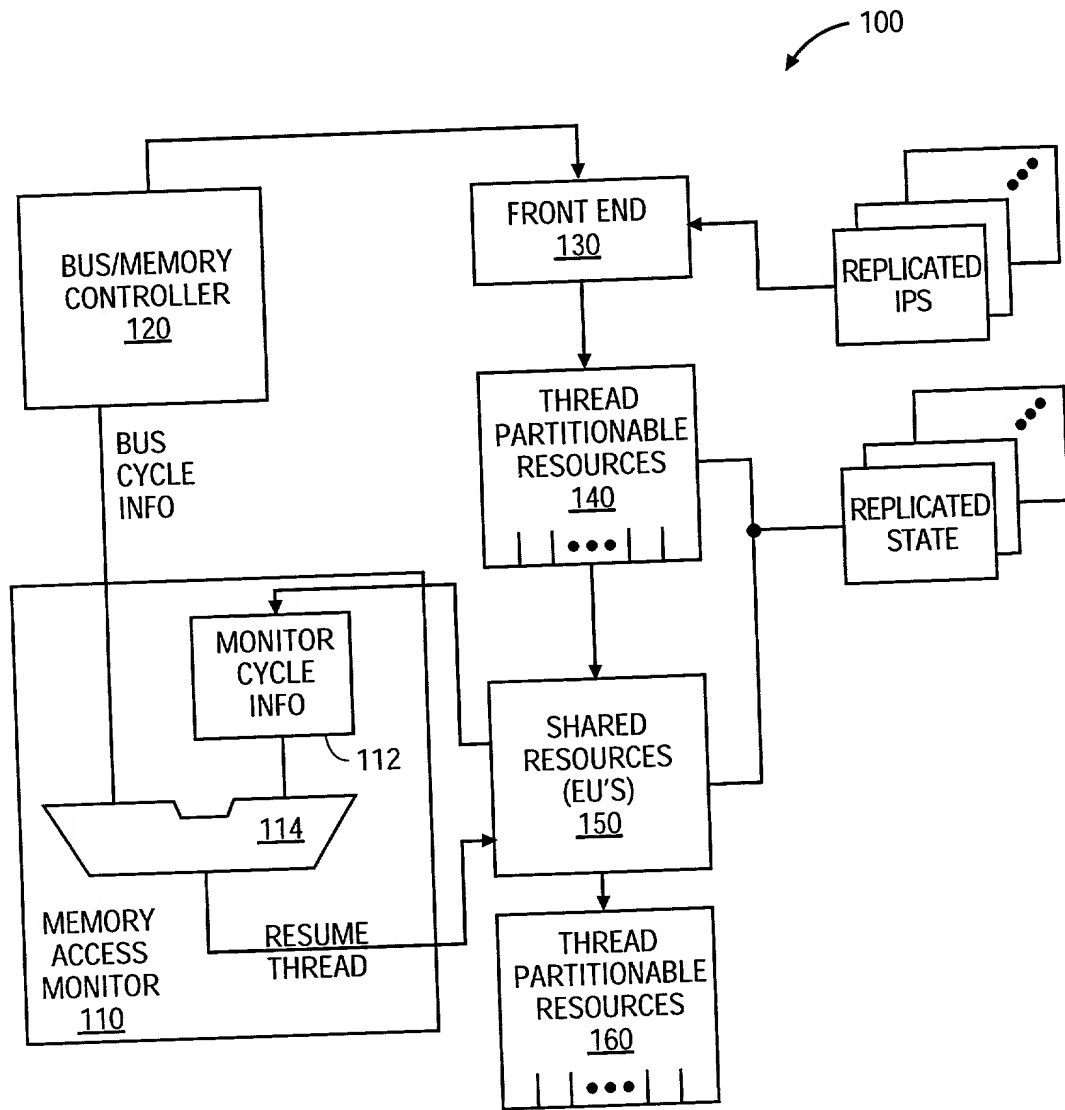 100
BUS/MEMORY
CONTROLLER
120
FRONT END
130
REPLICATED
IPS
BUS
CYCLE
INFO
THREAD
PARTITIONABLE
RESOURCES
140
REPLICATED
STATE
MONITOR
CYCLE
INFO
112
114
SHARED
RESOURCES
(EU'S)
150
MEMORY
ACCESS
MONITOR
110
RESUME
THREAD
THREAD
PARTITIONABLE
RESOURCES
160